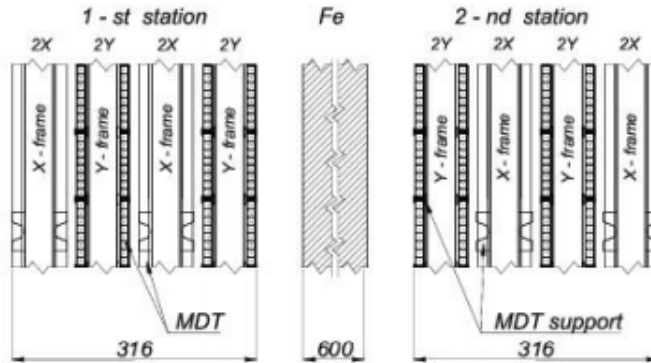 1 - st station Fe 2 - nd station
2X 2Y 2X 2Y 2Y 2X 2Y 2X
X - frame Y - frame X - frame Y - frame Y - frame X - frame Y - frame X - frame
MDT MDT support
316 600 316